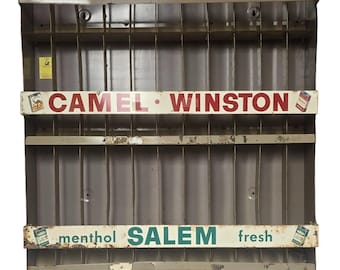 CAMEL · WINSTON
menthol SALEM fresh